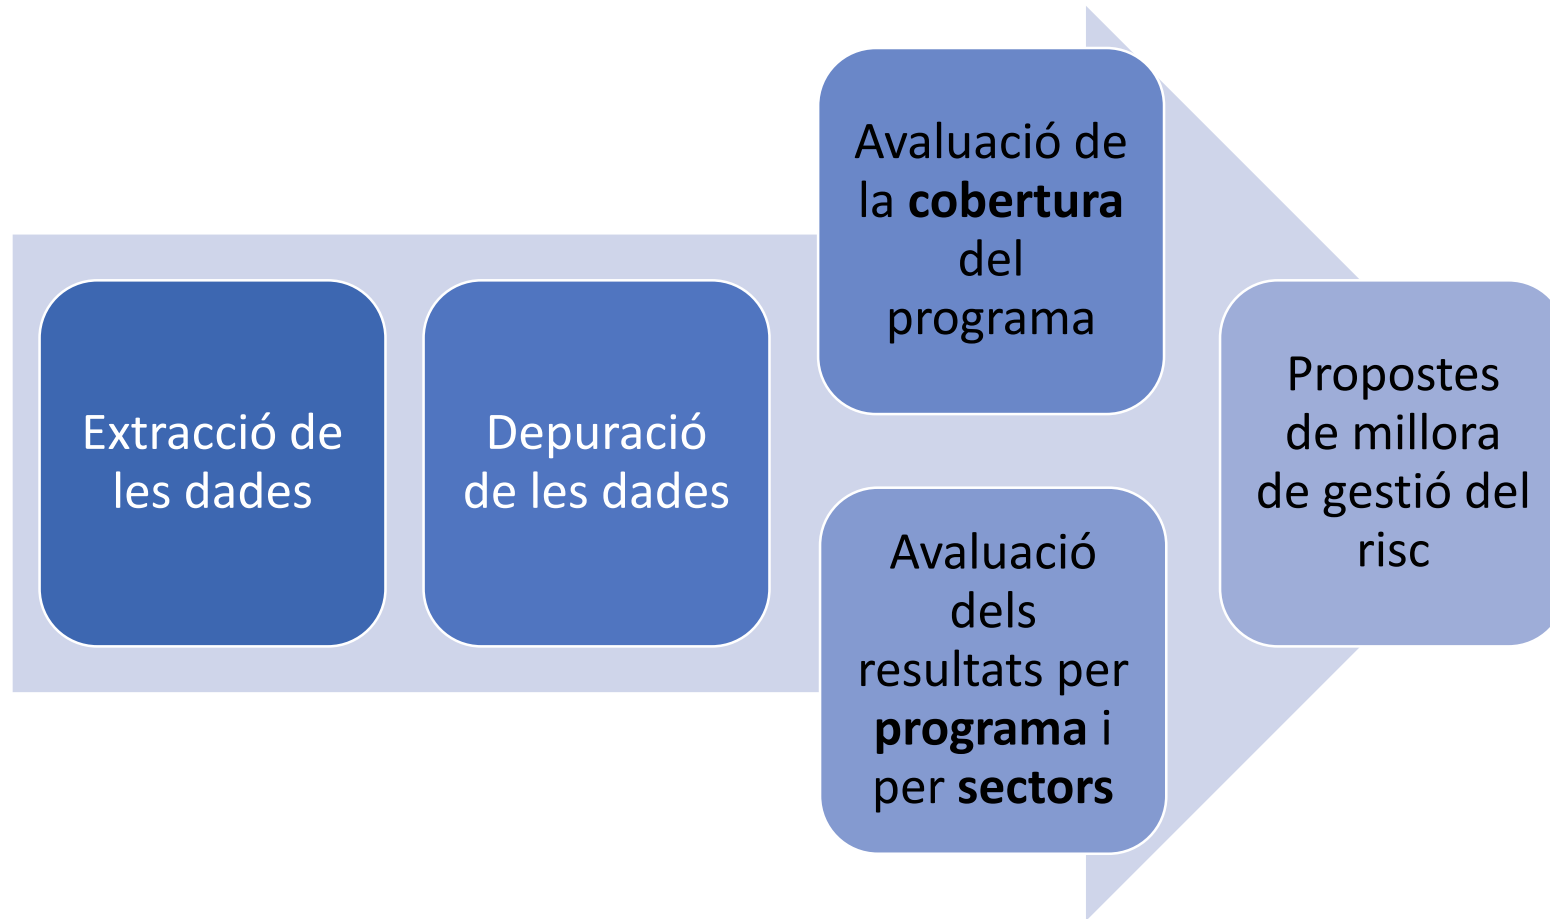 Extracció de
les dades
Depuració
de les dades
Avaluació de
la cobertura
del
programa
Avaluació
dels
resultats per
programa i
per sectors
Propostes
de millora
de gestió del
risc